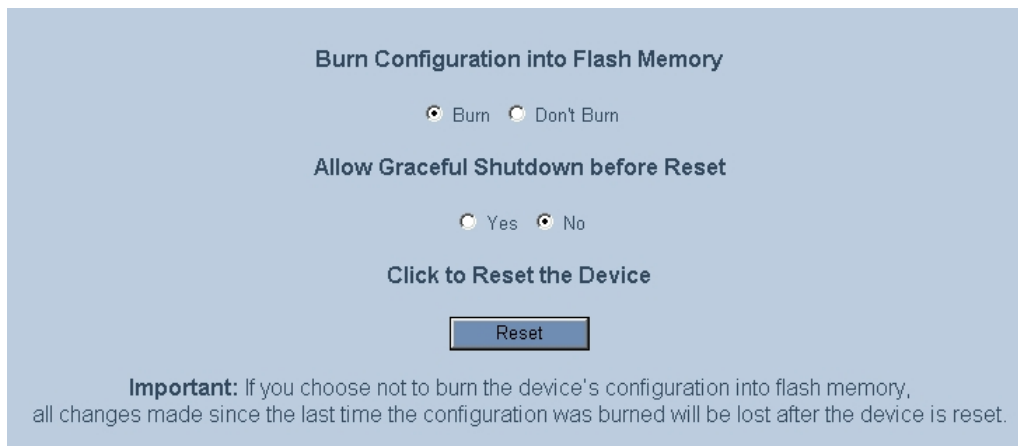 Burn Configuration into Flash Memory
Burn Don't Burn
Allow Graceful Shutdown before Reset
Yes No
Click to Reset the Device
Reset
Important: If you choose not to burn the device's configuration into flash memory,
all changes made since the last time the configuration was burned will be lost after the device is reset.